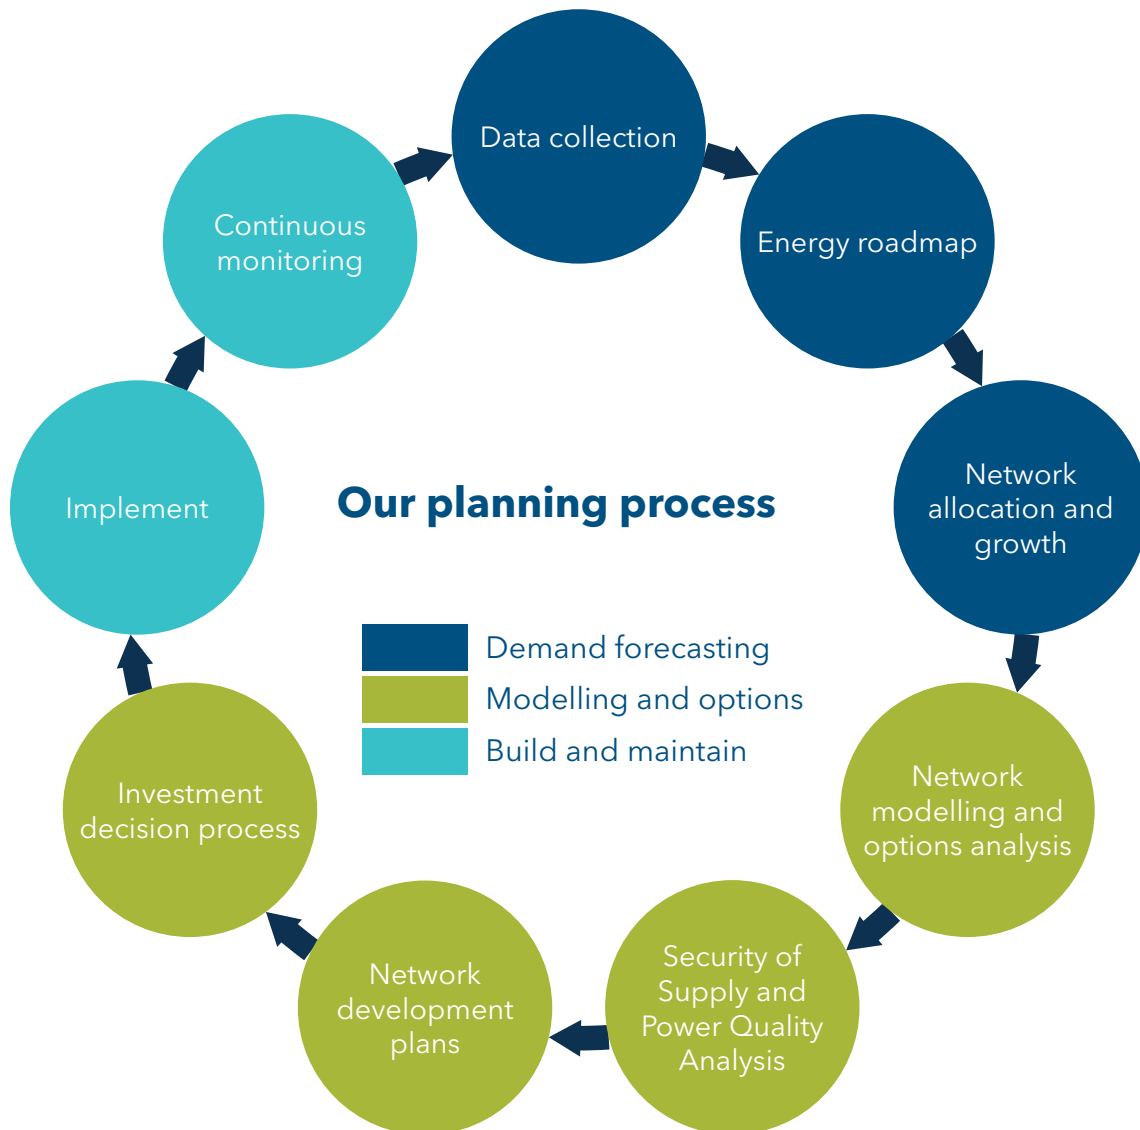 Data collection
Energy roadmap
Network
allocation and
growth
Network
modelling and
options analysis
Security of
Supply and
Power Quality
Analysis
Network
development
plans
Investment
decision process
Implement
Continuous
monitoring
Our planning process
Demand forecasting
Modelling and options
Build and maintain